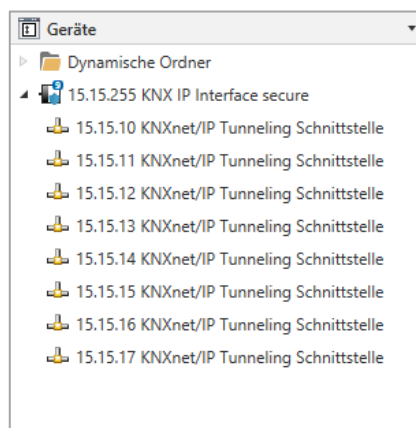 Geräte
Dynamische Ordner
15.15.255 KNX IP Interface secure
15.15.10 KNXnet/IP Tunneling Schnittstelle
15.15.11 KNXnet/IP Tunneling Schnittstelle
15.15.12 KNXnet/IP Tunneling Schnittstelle
15.15.13 KNXnet/IP Tunneling Schnittstelle
15.15.14 KNXnet/IP Tunneling Schnittstelle
15.15.15 KNXnet/IP Tunneling Schnittstelle
15.15.16 KNXnet/IP Tunneling Schnittstelle
15.15.17 KNXnet/IP Tunneling Schnittstelle